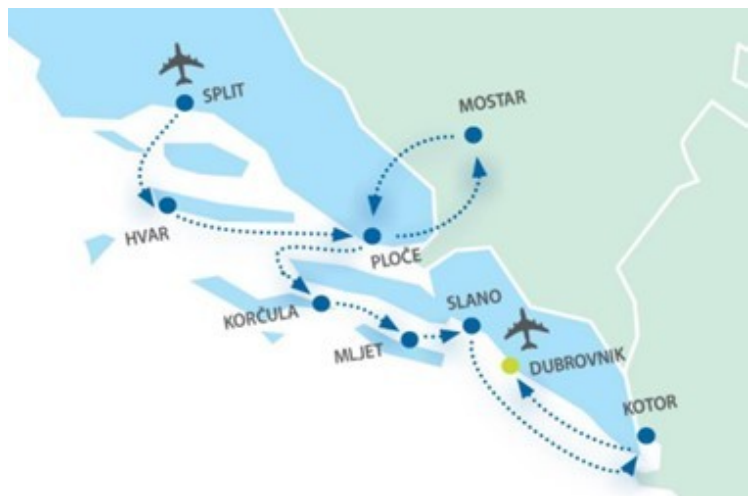 SPLIT
MOSTAR
HVAR
PLOČE
KORČULA
SLANO
MLJET
DUBROVNIK
KOTOR